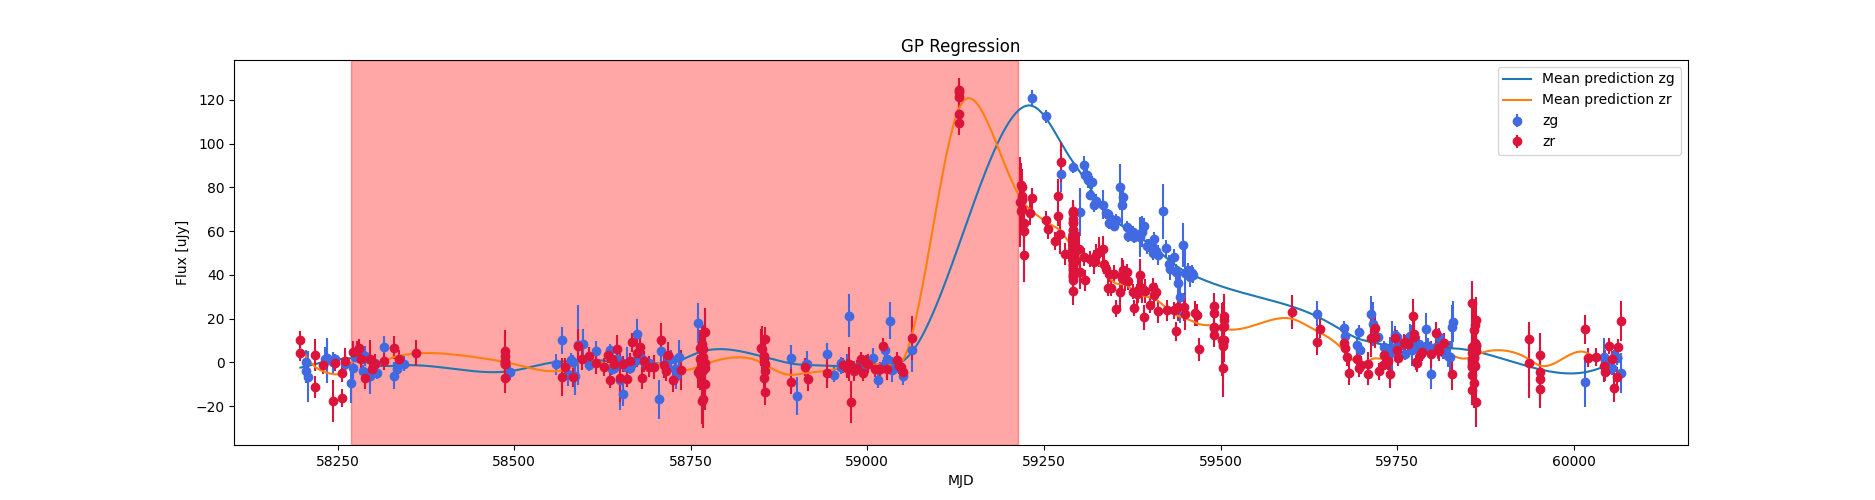 GP Regression
Mean prediction zg
Mean prediction zr
zg
zr
Flux [uJy]
120
100
80
60
40
20
0
−20
58250 58500 58750 59000 59250 59500 59750 60000
MJD